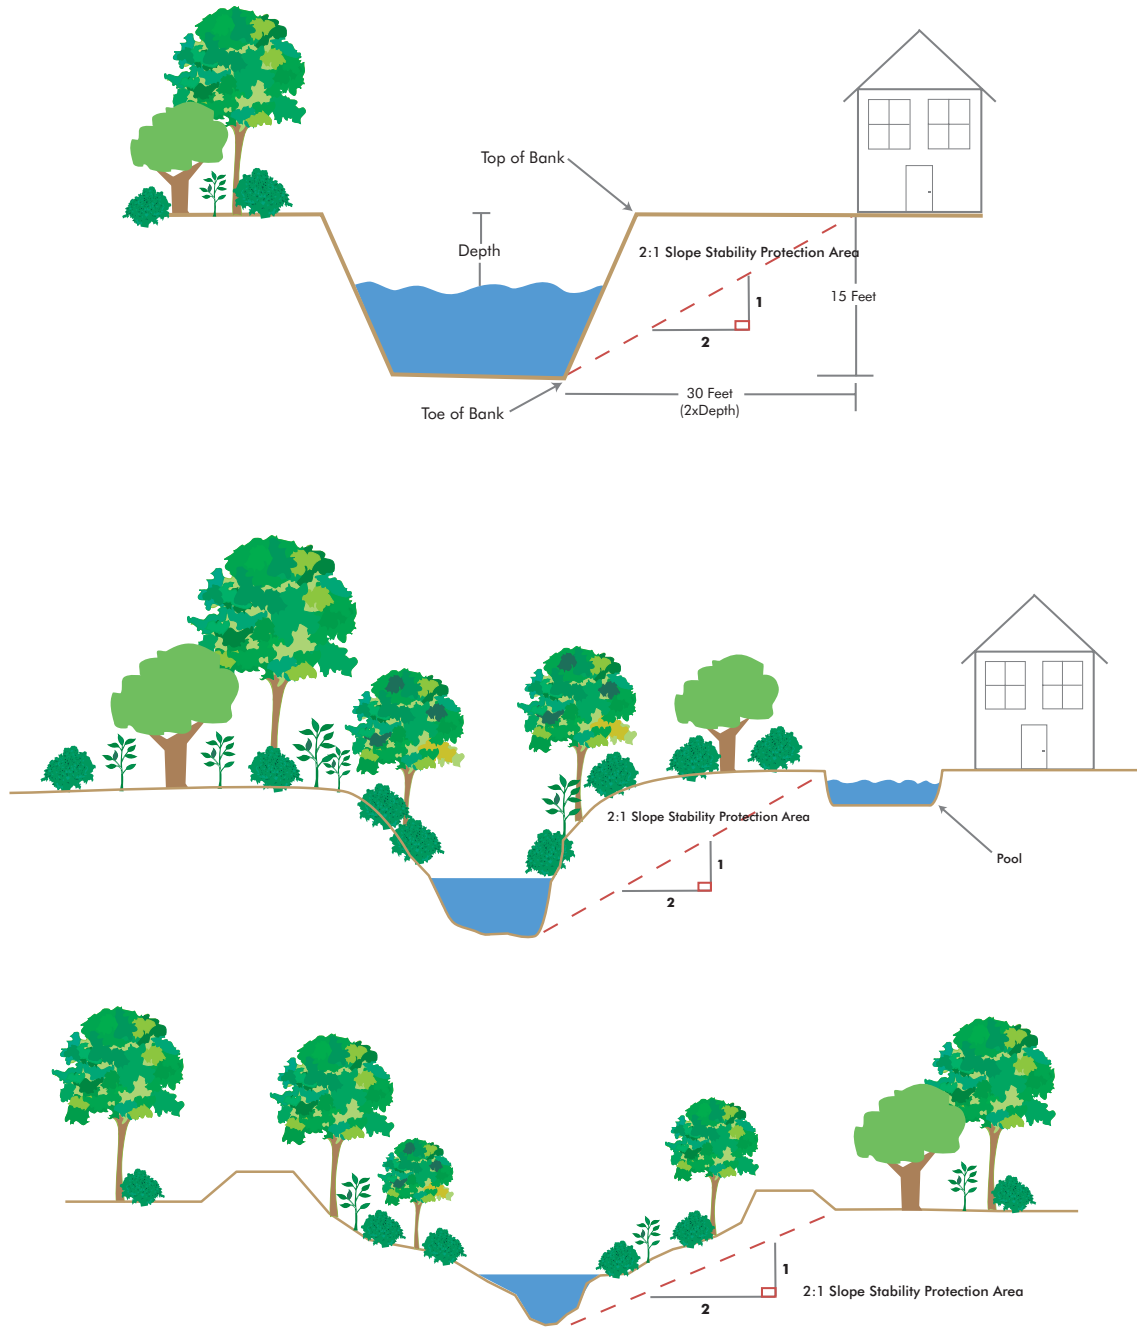 Top of Bank
Depth
2:1 Slope Stability Protection Area
1
15 Feet
2
30 Feet
(2xDepth)
Toe of Bank
2:1 Slope Stability Protection Area
1
Pool
2
1
2:1 Slope Stability Protection Area
2